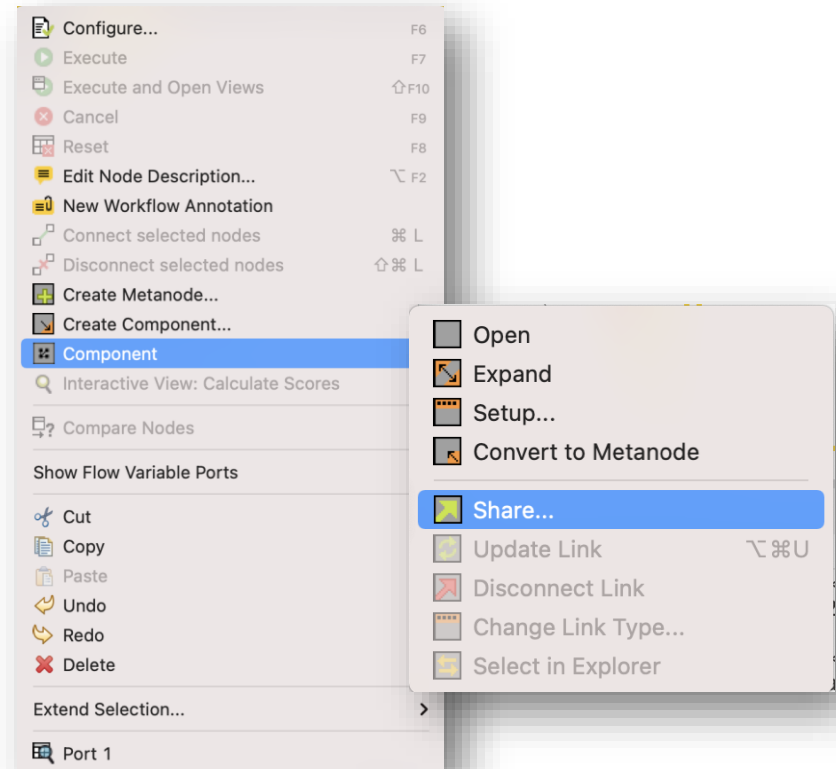 Configure... F6
Execute F7
Execute and Open Views ⇧F10
Cancel F9
Reset F8
Edit Node Description... ⌥ F2
New Workflow Annotation
Connect selected nodes ⌘ L
Disconnect selected nodes ⇧⌘ L
Create Metanode...
Create Component...
Component
Interactive View: Calculate Scores
Compare Nodes
Show Flow Variable Ports
Cut
Copy
Paste
Undo
Redo
Delete
Extend Selection... >
Port 1
Open
Expand
Setup...
Convert to Metanode
Share...
Update Link ⌥⌘U
Disconnect Link
Change Link Type...
Select in Explorer